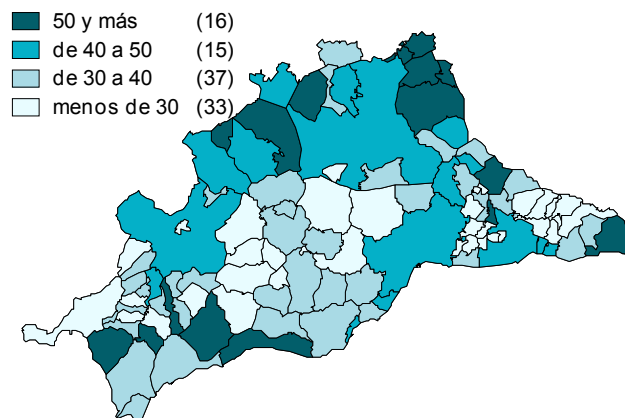 50 y más (16)
de 40 a 50 (15)
de 30 a 40 (37)
menos de 30 (33)